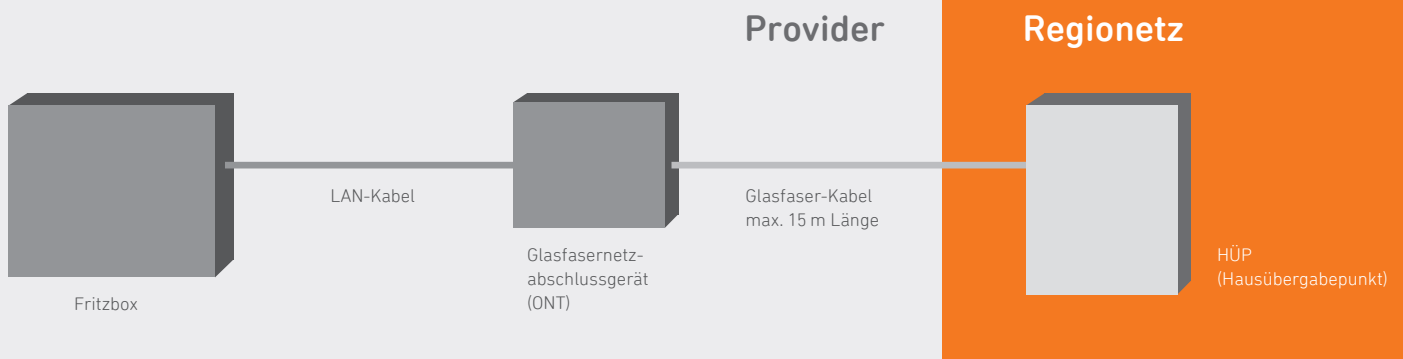 Provider
Regionetz
LAN-Kabel
Glasfaser-Kabel
max. 15 m Länge
Glasfasernetz-
abschlussgerät
(ONT)
HÜP
(Hausübergabepunkt)
Fritzbox